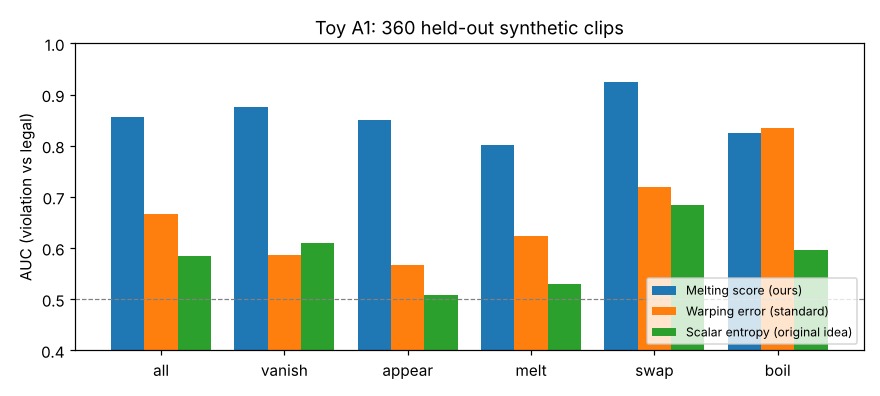 Toy A1: 360 held-out synthetic clips
AUC (violation vs legal)
1.0
0.9
0.8
0.7
0.6
0.5
0.4
all vanish appear melt swap boil
Melting score (ours)
Warping error (standard)
Scalar entropy (original idea)